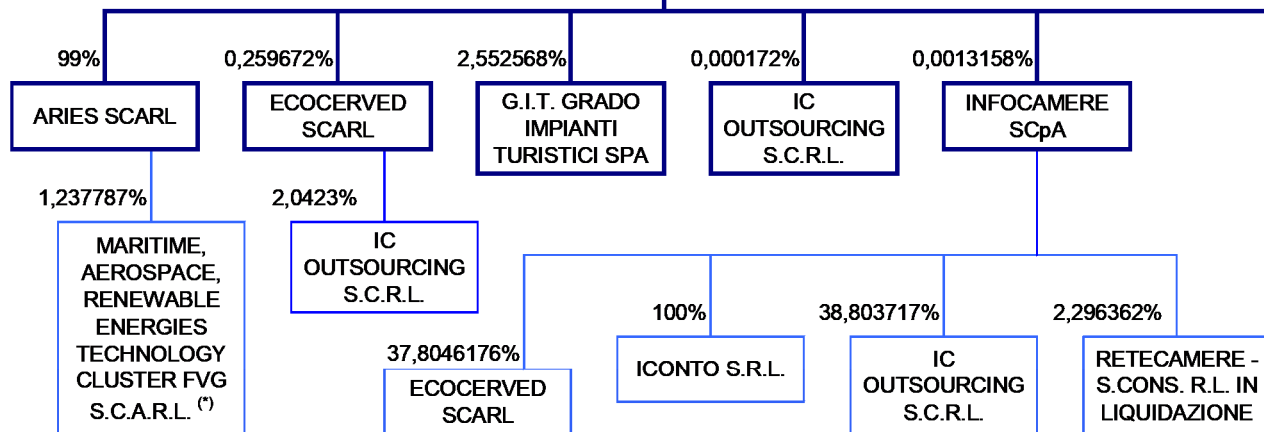 99%
0,259672%
2,552568%
0,000172%
0,0013158%
ARIES SCARL
ECOCERVED
SCARL
G.I.T. GRADO
IMPIANTI
TURISTICI SPA
IC
OUTSOURCING
S.C.R.L.
INFOCAMERE
SCpA
1,237787%
2,0423%
MARITIME,
AEROSPACE,
RENEWABLE
ENERGIES
TECHNOLOGY
CLUSTER FVG
S.C.A.R.L. (*)
IC
OUTSOURCING
S.C.R.L.
37,8046176%
100%
38,803717%
2,296362%
ECOCERVED
SCARL
ICONTO S.R.L.
IC
OUTSOURCING
S.C.R.L.
RETECAMERE -
S.CONS. R.L. IN
LIQUIDAZIONE